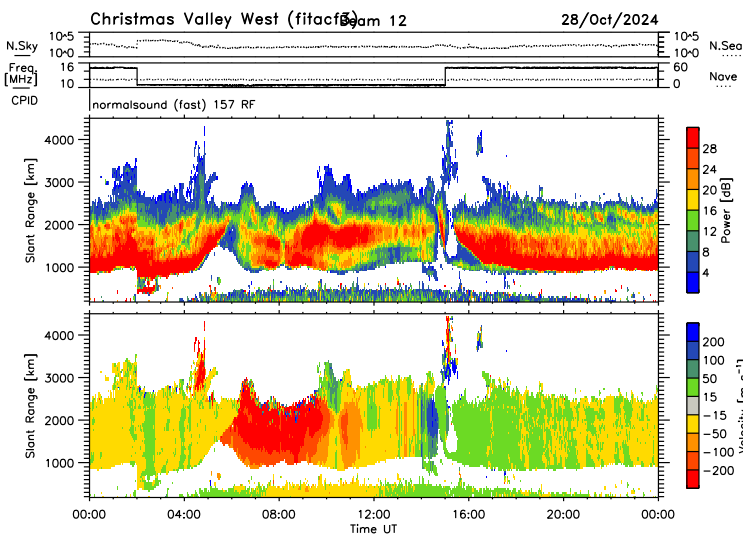 Christmas Valley West (fitacf3) Beam 12 28/Oct/2024
N.Sky 10^5 10^0 10^5 10^0 N.Sea
Freq [MHz] 16 10 60 0 Nave
CPID normalsound (fast) 157 RF
Slant Range [km] 4000 3000 2000 1000
28 24 20 16 12 8 4 Power [dB]
Slant Range [km] 4000 3000 2000 1000
200 100 50 15 -15 -50 -100 -200
00:00 04:00 08:00 12:00 16:00 20:00 00:00
Time UT